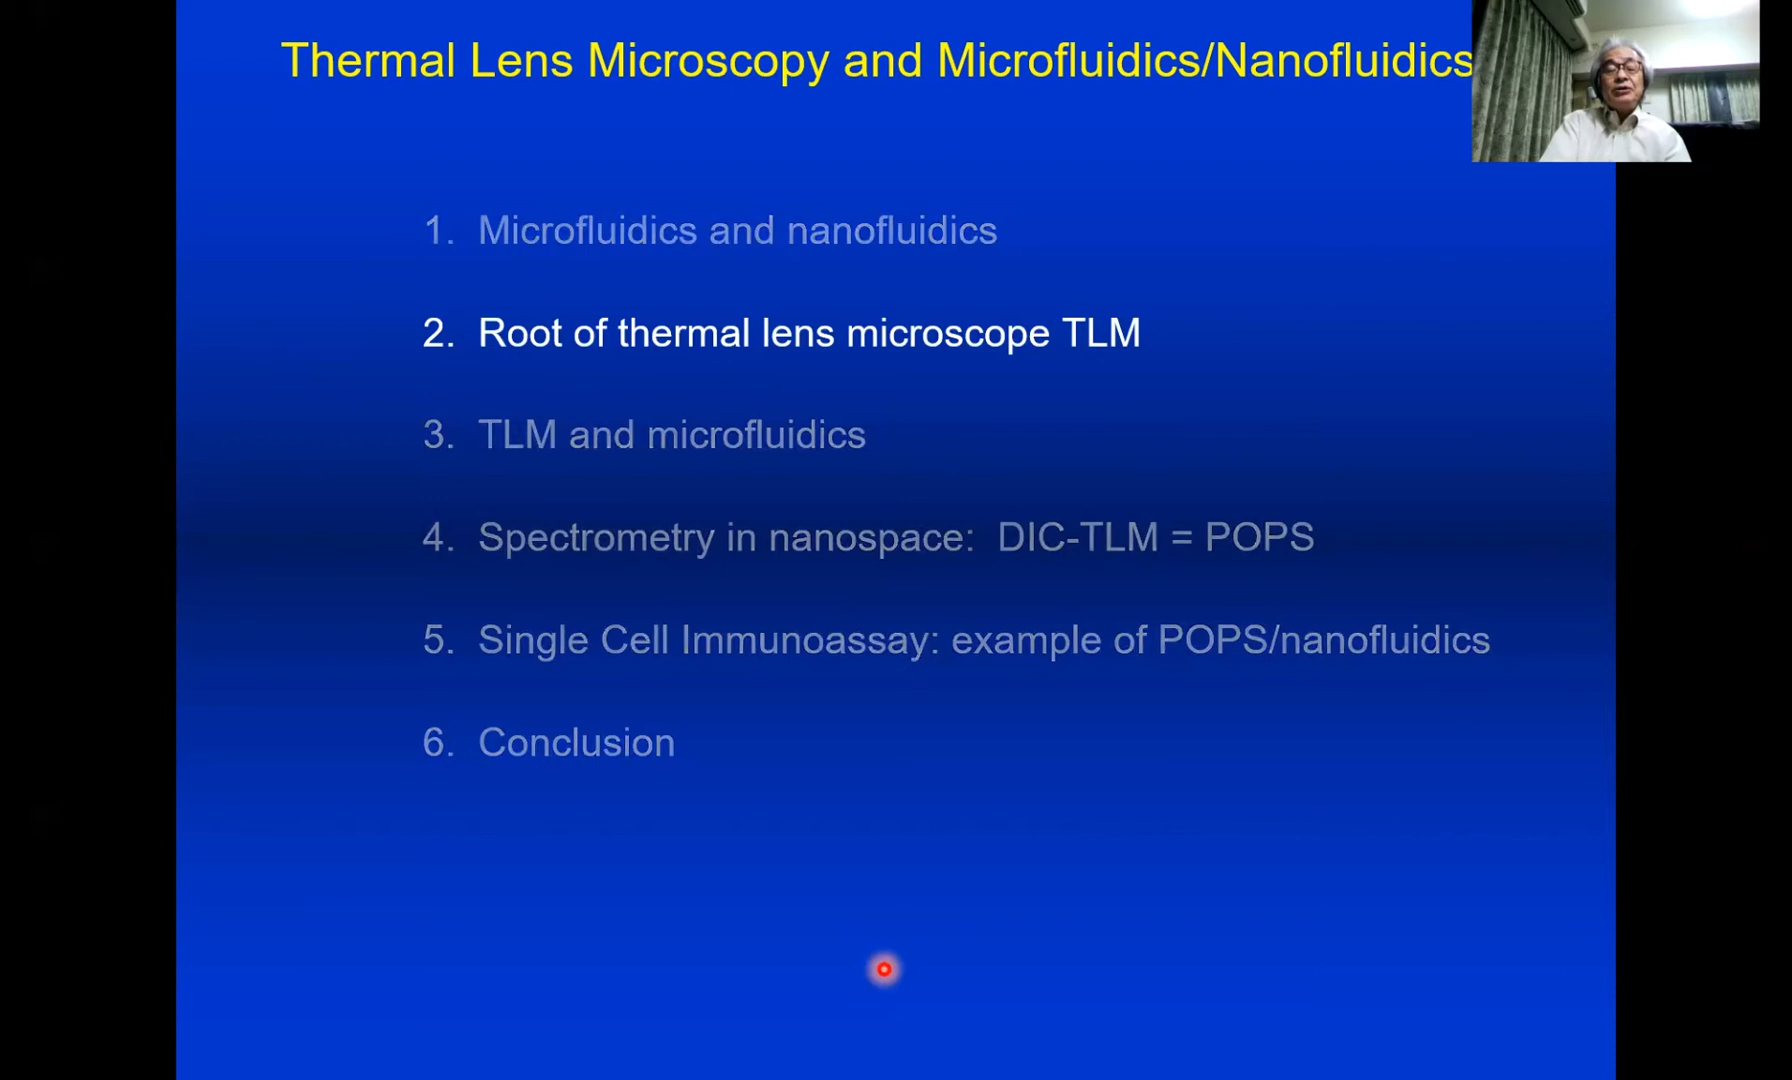 Thermal Lens Microscopy and Microfluidics/Nanofluidics
1. Microfluidics and nanofluidics
2. Root of thermal lens microscope TLM
3. TLM and microfluidics
4. Spectrometry in nanospace: DIC-TLM = POPS
5. Single Cell Immunoassay: example of POPS/nanofluidics
6. Conclusion